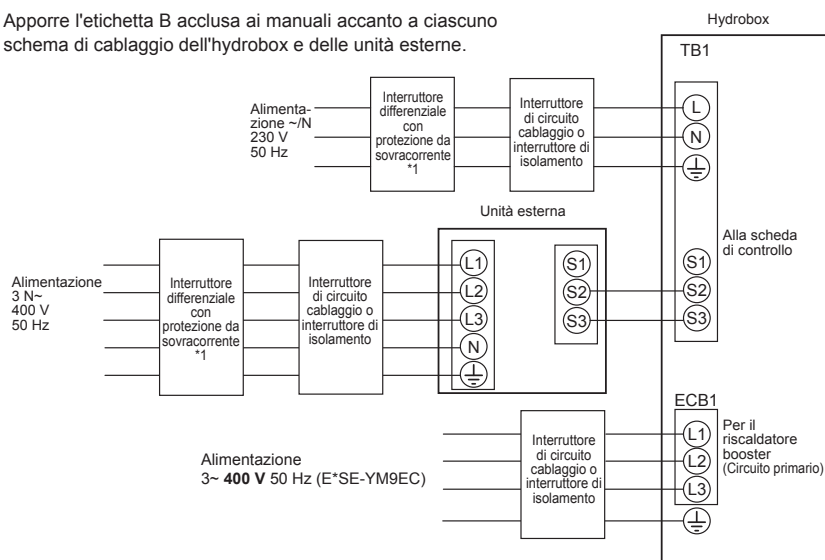 Apporre l'etichetta B acclusa ai manuali accanto a ciascuno
schema di cablaggio dell'hydrobox e delle unità esterne.
Hydrobox
TB1
Alimenta-
zione ~/N
230 V
50 Hz
Interruttore
differenziale
con
protezione da
sovracorrente
*1
Interruttore
di circuito
cablaggio o
interruttore di
isolamento
L
N
Unità esterna
Alimentazione
3 N~
400 V
50 Hz
Interruttore
differenziale
con
protezione da
sovracorrente
*1
Interruttore
di circuito
cablaggio o
interruttore di
isolamento
L1
L2
L3
N
S1
S2
S3
S1
S2
S3
Alla scheda
di controllo
ECB1
Alimentazione
3~ 400 V 50 Hz (E*SE-YM9EC)
Interruttore
di circuito
cablaggio o
interruttore di
isolamento
L1
L2
L3
Per il
riscaldatore
booster
(Circuito primario)